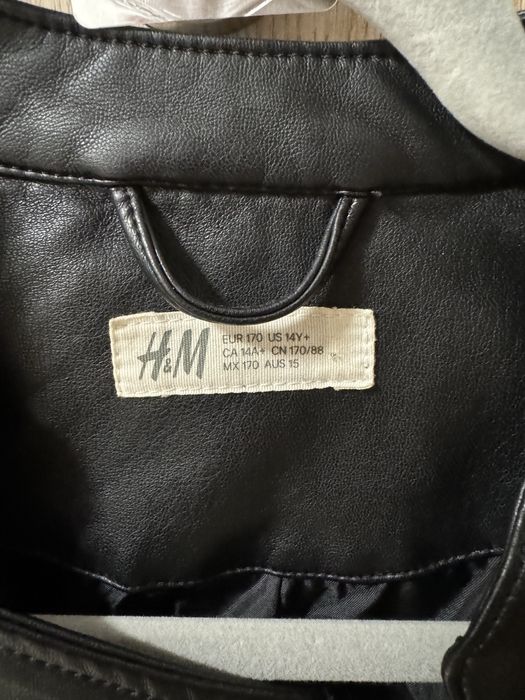 H&M
EUR 170 US 14Y+
CA 14A+ CN 170/88
MX 170 AUS 15